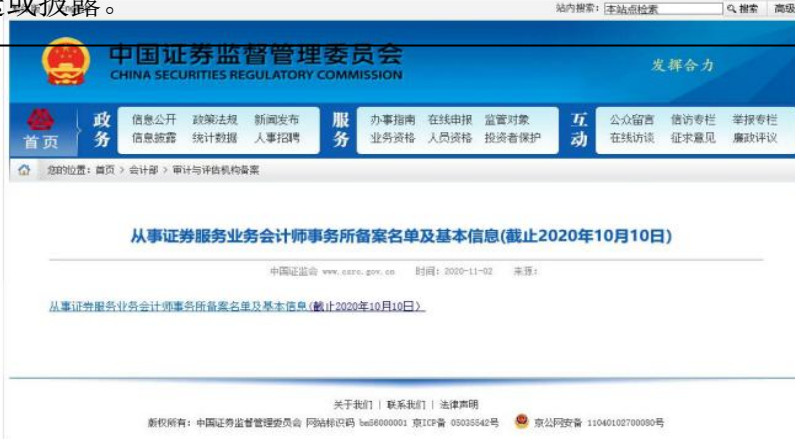 或披露。
站内搜索: 本站点检索 搜索 高级
中国证券监督管理委员会
CHINA SECURITIES REGULATORY COMMISSION
发挥合力
首页
政务
信息公开 政策法规 新闻发布
信息披露 统计数据 人事招聘
服务
办事指南 在线申报 监管对象
业务资格 人员资格 投资者保护
互动
公众留言 信访专栏 举报专栏
在线访谈 征求意见 廉政评议
您的位置: 首页 > 会计部 > 审计与评估机构备案
从事证券服务业务会计师事务所备案名单及基本信息(截止2020年10月10日)
中国证监会 www.csrc.gov.cn 时间: 2020-11-02 来源:
从事证券服务业务会计师事务所备案名单及基本信息(截止2020年10月10日)
关于我们 | 联系我们 | 法律声明
版权所有: 中国证券监督管理委员会 网站标识码 bm56000001 京ICP备 05035542号 京公网安备 11040102700080号